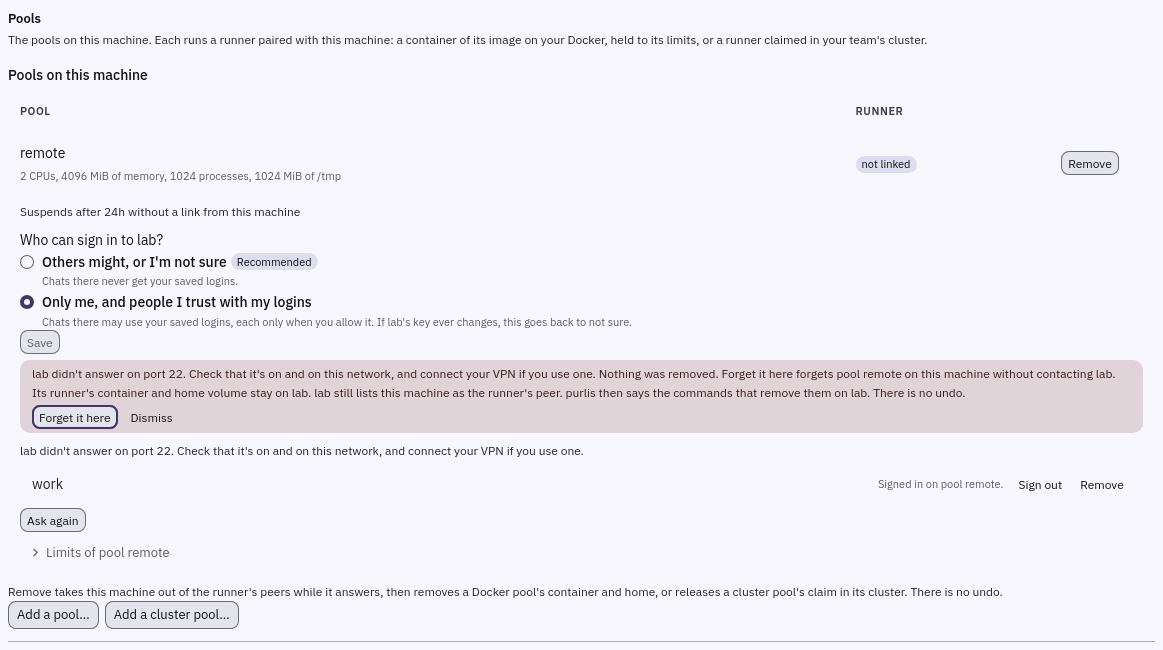 Pools
The pools on this machine. Each runs a runner paired with this machine: a container of its image on your Docker, held to its limits, or a runner claimed in your team's cluster.
Pools on this machine
POOL RUNNER
remote
2 CPUs, 4096 MiB of memory, 1024 processes, 1024 MiB of /tmp
not linked
Remove
Suspends after 24h without a link from this machine
Who can sign in to lab?
Others might, or I'm not sure Recommended
Chats there never get your saved logins.
Only me, and people I trust with my logins
Chats there may use your saved logins, each only when you allow it. If lab's key ever changes, this goes back to not sure.
Save
lab didn't answer on port 22. Check that it's on and on this network, and connect your VPN if you use one. Nothing was removed. Forget it here forgets pool remote on this machine without contacting lab.
Its runner's container and home volume stay on lab. lab still lists this machine as the runner's peer. purlis then says the commands that remove them on lab. There is no undo.
Forget it here Dismiss
lab didn't answer on port 22. Check that it's on and on this network, and connect your VPN if you use one.
work Signed in on pool remote. Sign out Remove
Ask again
Limits of pool remote
Remove takes this machine out of the runner's peers while it answers, then removes a Docker pool's container and home, or releases a cluster pool's claim in its cluster. There is no undo.
Add a pool... Add a cluster pool...